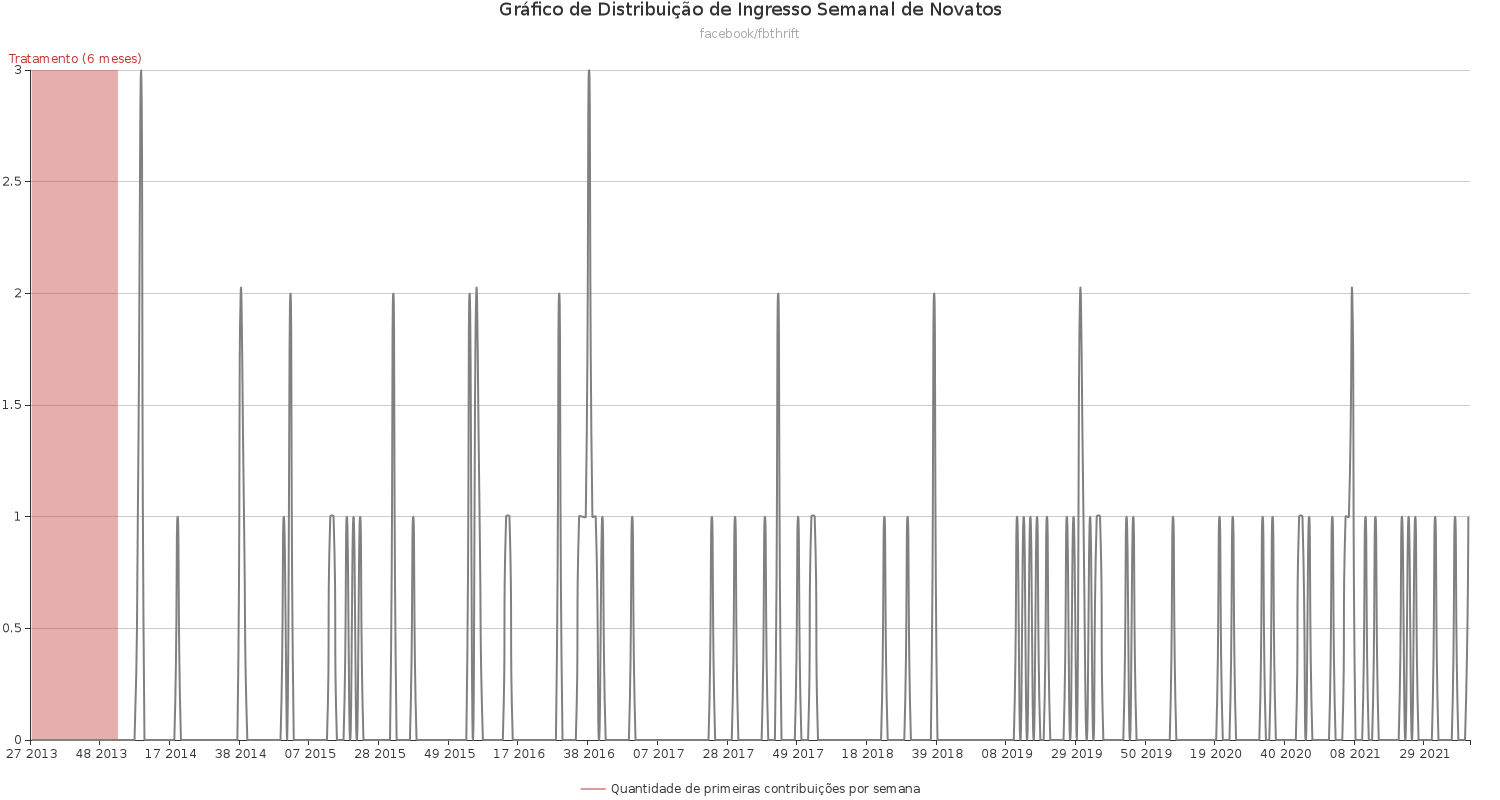 Gráfico de Distribuição de Ingresso Semanal de Novatos
facebook/fbthrift
Tratamento (6 meses)
3
2.5
2
1.5
1
0.5
0
27 2013 48 2013 17 2014 38 2014 07 2015 28 2015 49 2015 17 2016 38 2016 07 2017 28 2017 49 2017 18 2018 39 2018 08 2019 29 2019 50 2019 19 2020 40 2020 08 2021 29 2021
Quantidade de primeiras contribuições por semana